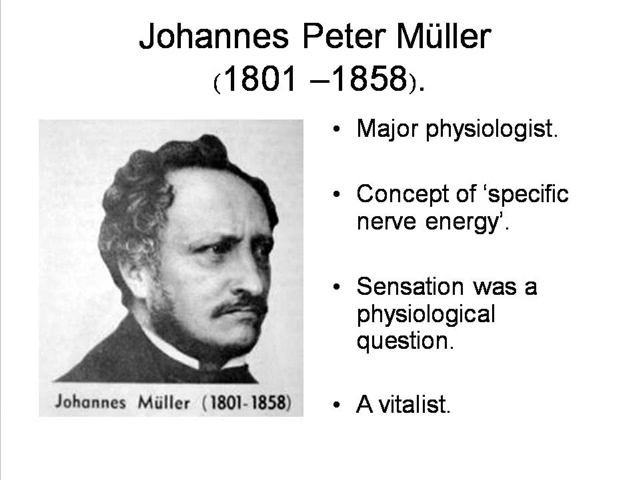 Johannes Peter Müller
(1801 –1858).
• Major physiologist.
• Concept of ‘specific
nerve energy’.
• Sensation was a
physiological
question.
• A vitalist.
Johannes Müller (1801-1858)